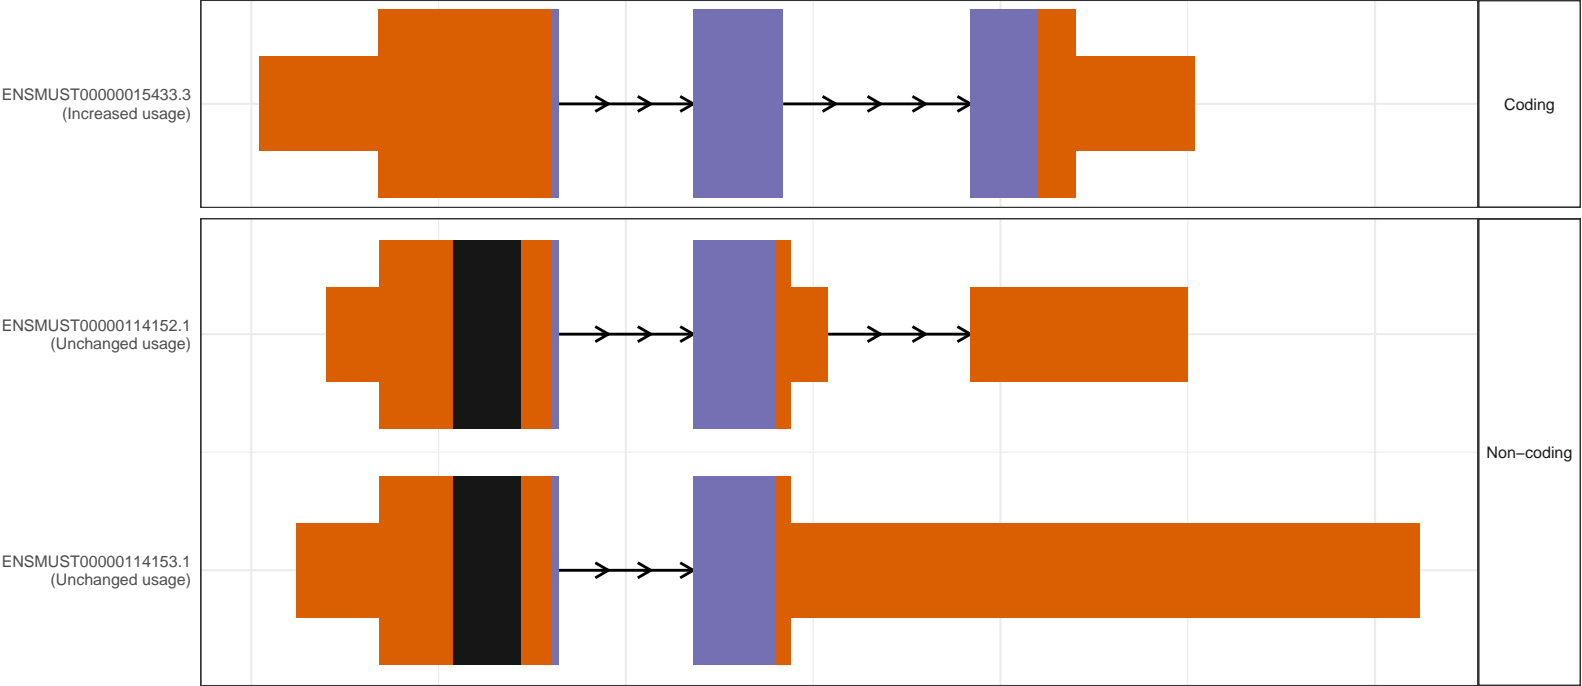 ENSMUST00000015433.3
(Increased usage)
Coding
ENSMUST00000114152.1
(Unchanged usage)
Non−coding
ENSMUST00000114153.1
(Unchanged usage)